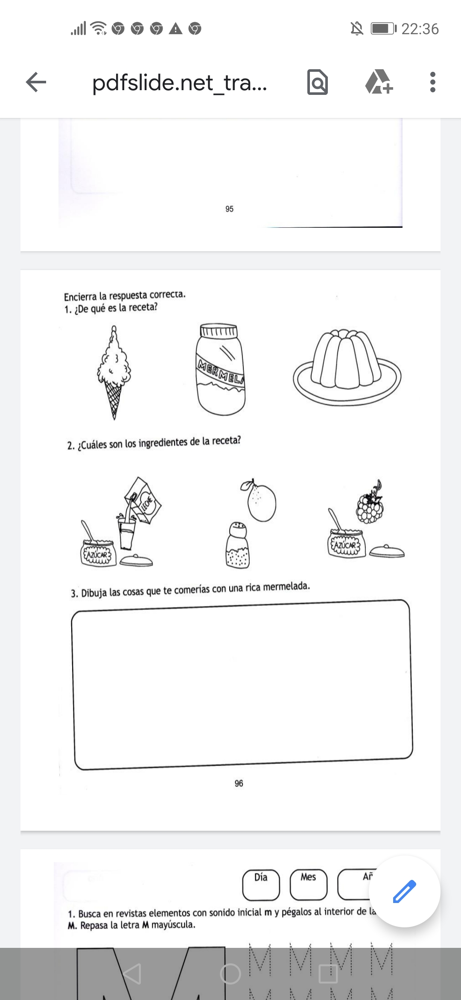 22:36
pdfslide.net_tra...
95
Encierra la respuesta correcta.
1. ¿De qué es la receta?
MERMELA
2. ¿Cuáles son los ingredientes de la receta?
LECHE
AZÚCAR
AZÚCAR
3. Dibuja las cosas que te comerías con una rica mermelada.
96
Día Mes Añ
1. Busca en revistas elementos con sonido inicial m y pégalos al interior de la
M. Repasa la letra M mayúscula.
M M M M